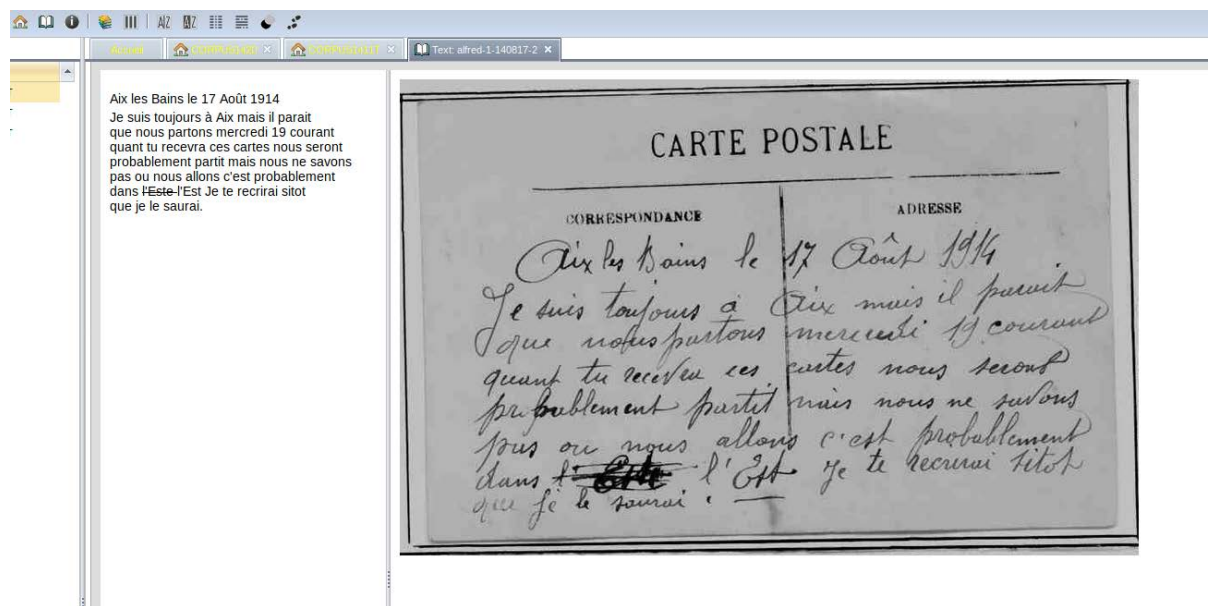 Accueil
CORPUS14GT
CORPUS1411T
Text: alfred-1-140817-2
Aix les Bains le 17 Août 1914
Je suis toujours à Aix mais il parait
que nous partons mercredi 19 courant
quant tu recevra ces cartes nous seront
probablement partit mais nous ne savons
pas ou nous allons c'est probablement
dans l'Este l'Est Je te recrirai sitot
que je le saurai.
CARTE POSTALE
CORRESPONDANCE
ADRESSE
Aix les Bains le 17 Août 1914
Je suis toujours à Aix mais il parait
que nous partons mercredi 19 courant
quant tu recevra ces cartes nous seront
probablement partit mais nous ne savons
pas ou nous allons c'est probablement
dans l'Este l'Est Je te recrirai sitot
que je le saurai.